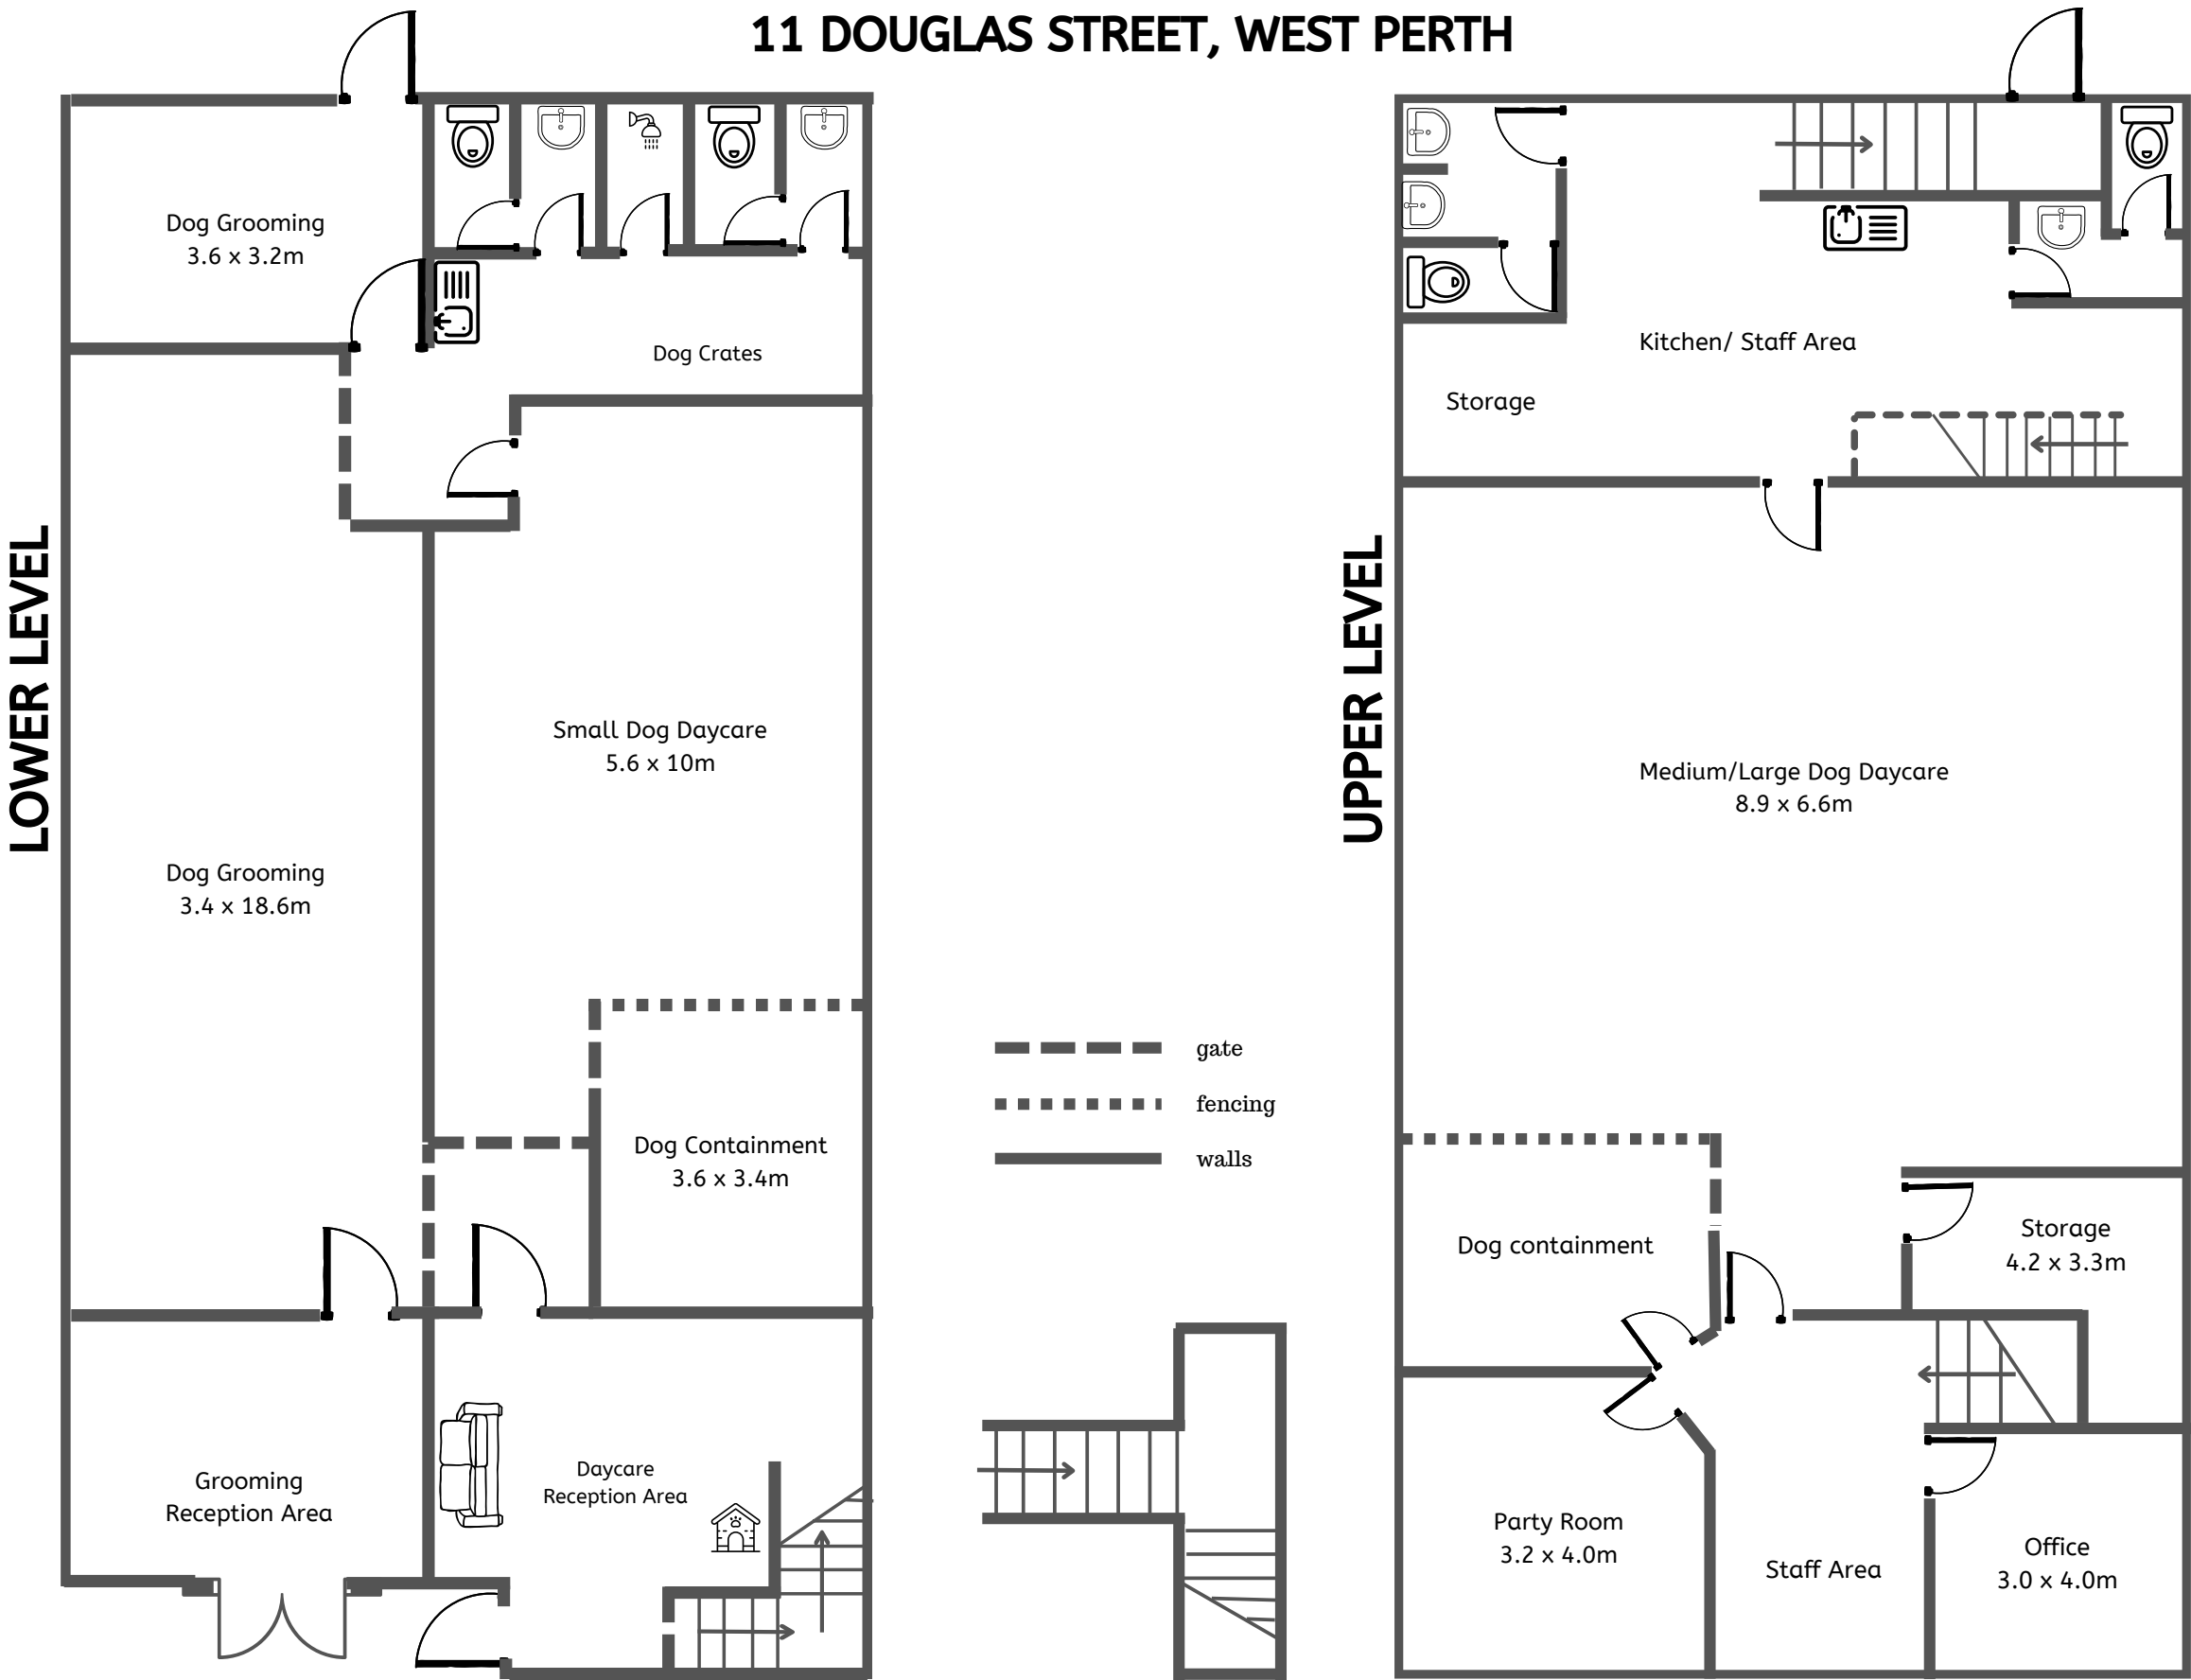 11 DOUGLAS STREET, WEST PERTH
LOWER LEVEL
Dog Grooming
3.6 x 3.2m
Dog Crates
Small Dog Daycare
5.6 x 10m
Dog Grooming
3.4 x 18.6m
Dog Containment
3.6 x 3.4m
Grooming
Reception Area
Daycare
Reception Area
gate
fencing
walls
UPPER LEVEL
Kitchen/ Staff Area
Storage
Medium/Large Dog Daycare
8.9 x 6.6m
Dog containment
Storage
4.2 x 3.3m
Party Room
3.2 x 4.0m
Staff Area
Office
3.0 x 4.0m